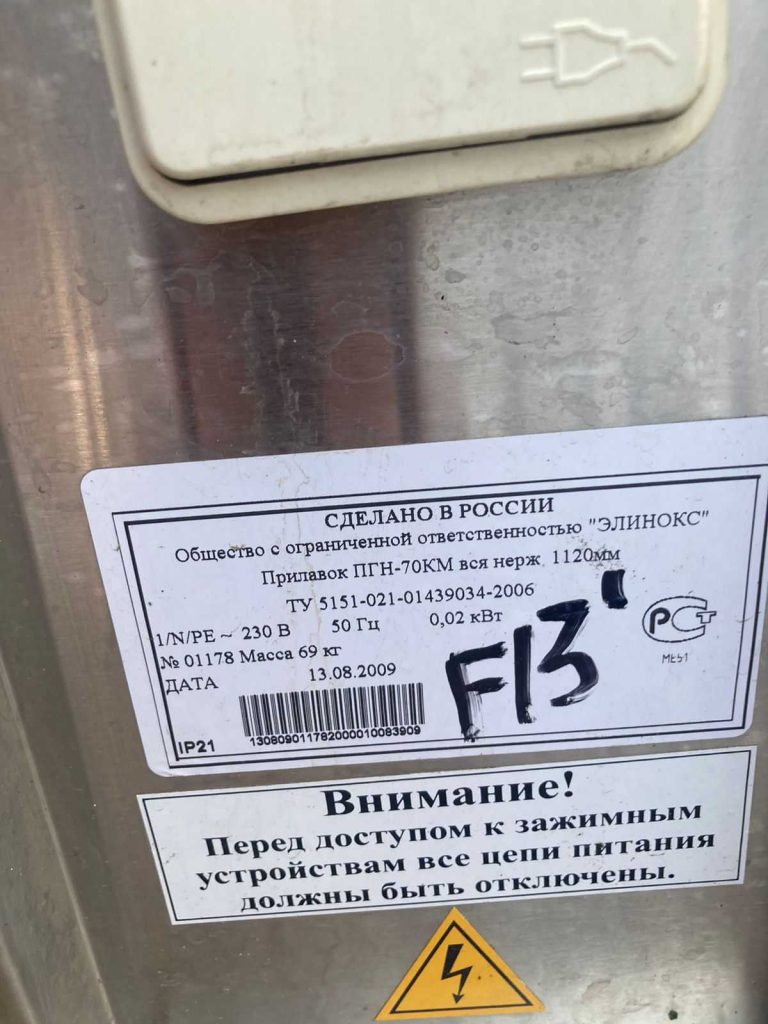 СДЕЛАНО В РОССИИ
Общество с ограниченной ответственностью "ЭЛИНОКС"
Прилавок ПГН-70КМ вся нерж 1120мм
ТУ 5151-021-01439034-2006
1/N/PE ~ 230 В 50 Гц 0,02 кВт
№ 01178 Масса 69 кг
ДАТА 13.08.2009
F13'
РСТ
МЕ51
IP21
130809011782000010083909
Внимание!
Перед доступом к зажимным
устройствам все цепи питания
должны быть отключены.